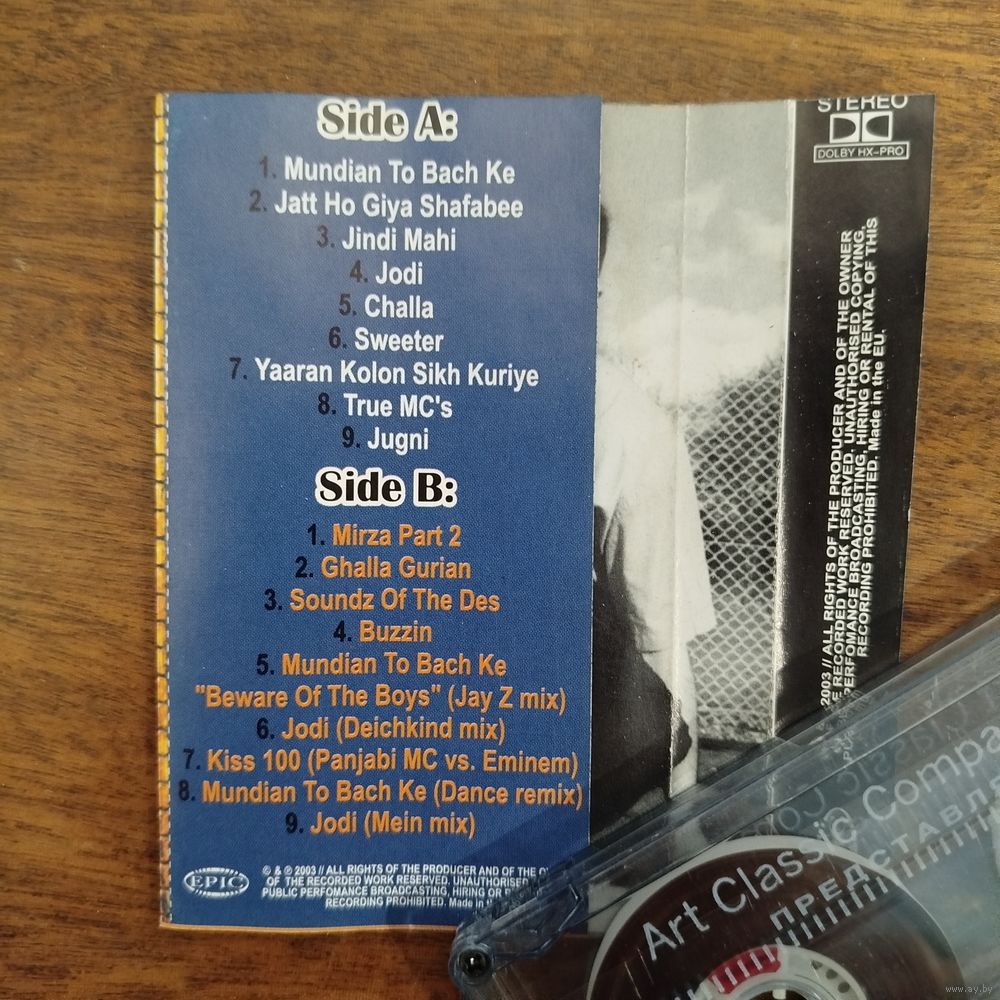 Side A:
1. Mundian To Bach Ke
2. Jatt Ho Giya Shafabee
3. Jindi Mahi
4. Jodi
5. Challa
6. Sweeter
7. Yaaran Kolon Sikh Kuriye
8. True MC's
9. Jugni
Side B:
1. Mirza Part 2
2. Ghalla Gurian
3. Soundz Of The Des
4. Buzzin
5. Mundian To Bach Ke
"Beware Of The Boys" (Jay Z mix)
6. Jodi (Deichkind mix)
7. Kiss 100 (Panjabi MC vs. Eminem)
8. Mundian To Bach Ke (Dance remix)
9. Jodi (Mein mix)
EPIC
© & ℗ 2003 // ALL RIGHTS OF THE PRODUCER AND OF THE
OF THE RECORDED WORK RESERVED. UNAUTHORISED
PUBLIC PERFOMANCE BROADCASTING, HIRING OR
RECORDING PROHIBITED. Made in
STEREO
DOLBY HX-PRO
2003 // ALL RIGHTS OF THE PRODUCER AND OF THE OWNER
RECORDED WORK RESERVED. UNAUTHORISED COPYING,
PERFOMANCE BROADCASTING, HIRING OR RENTAL OF THIS
RECORDING PROHIBITED. Made in the EU.
Art Classic Compa
ПРЕДСТАВЛЯ
www.ay.by